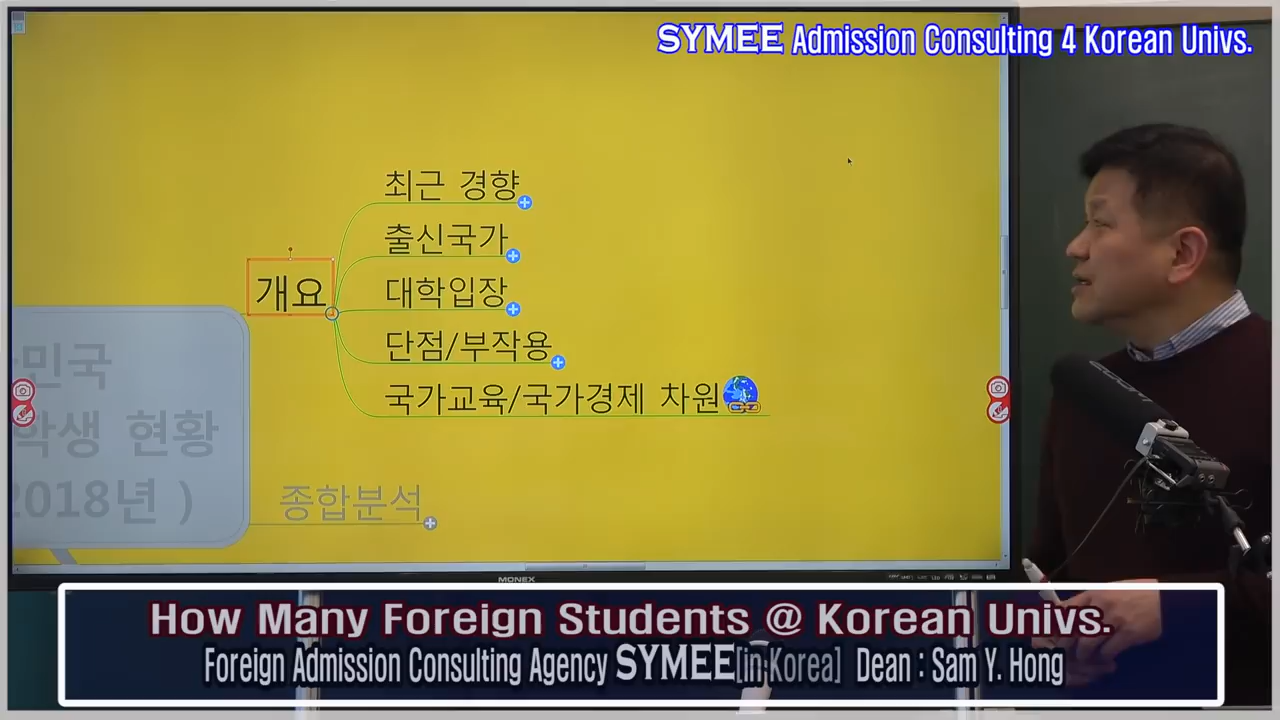 SYMEE Admission Consulting 4 Korean Univs.
최근 경향
출신국가
개요
대학입장
단점/부작용
국가교육/국가경제 차원
민국
학생 현황
2018년 )
종합분석
MONEX
How Many Foreign Students @ Korean Univs.
Foreign Admission Consulting Agency SYMEE[in Korea] Dean : Sam Y. Hong